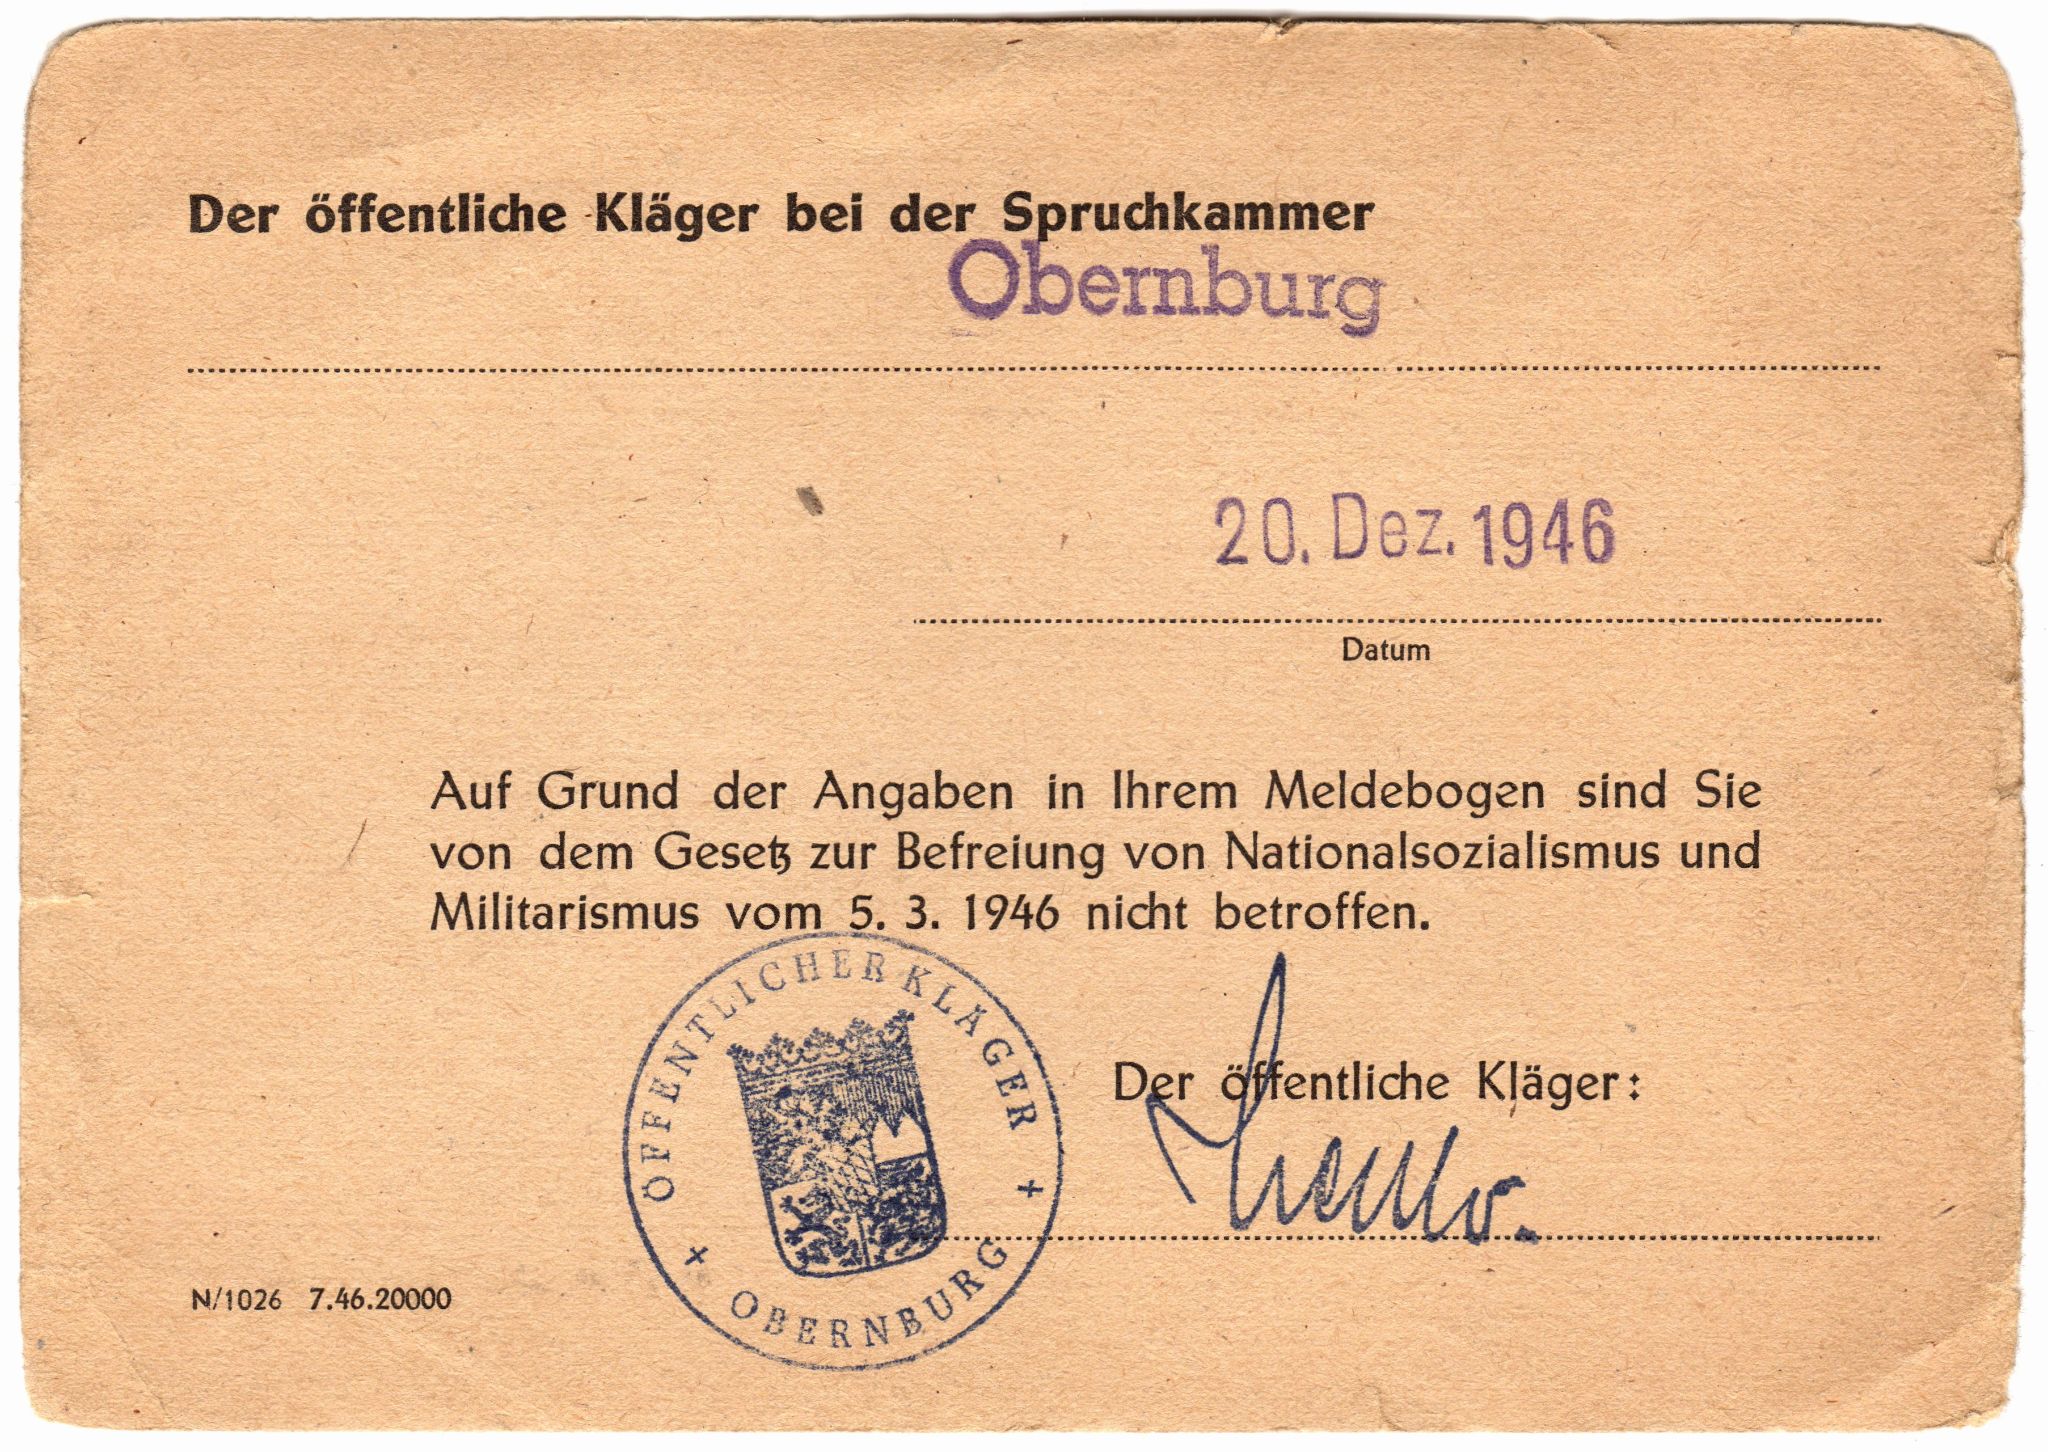 Der öffentliche Kläger bei der Spruchkammer
Obernburg
20. Dez. 1946
Datum
Auf Grund der Angaben in Ihrem Meldebogen sind Sie
von dem Gesetz zur Befreiung von Nationalsozialismus und
Militarismus vom 5. 3. 1946 nicht betroffen.
ÖFFENTLICHER KLÄGER
+ OBERNBURG +
Der öffentliche Kläger:
N/1026 7.46.20000